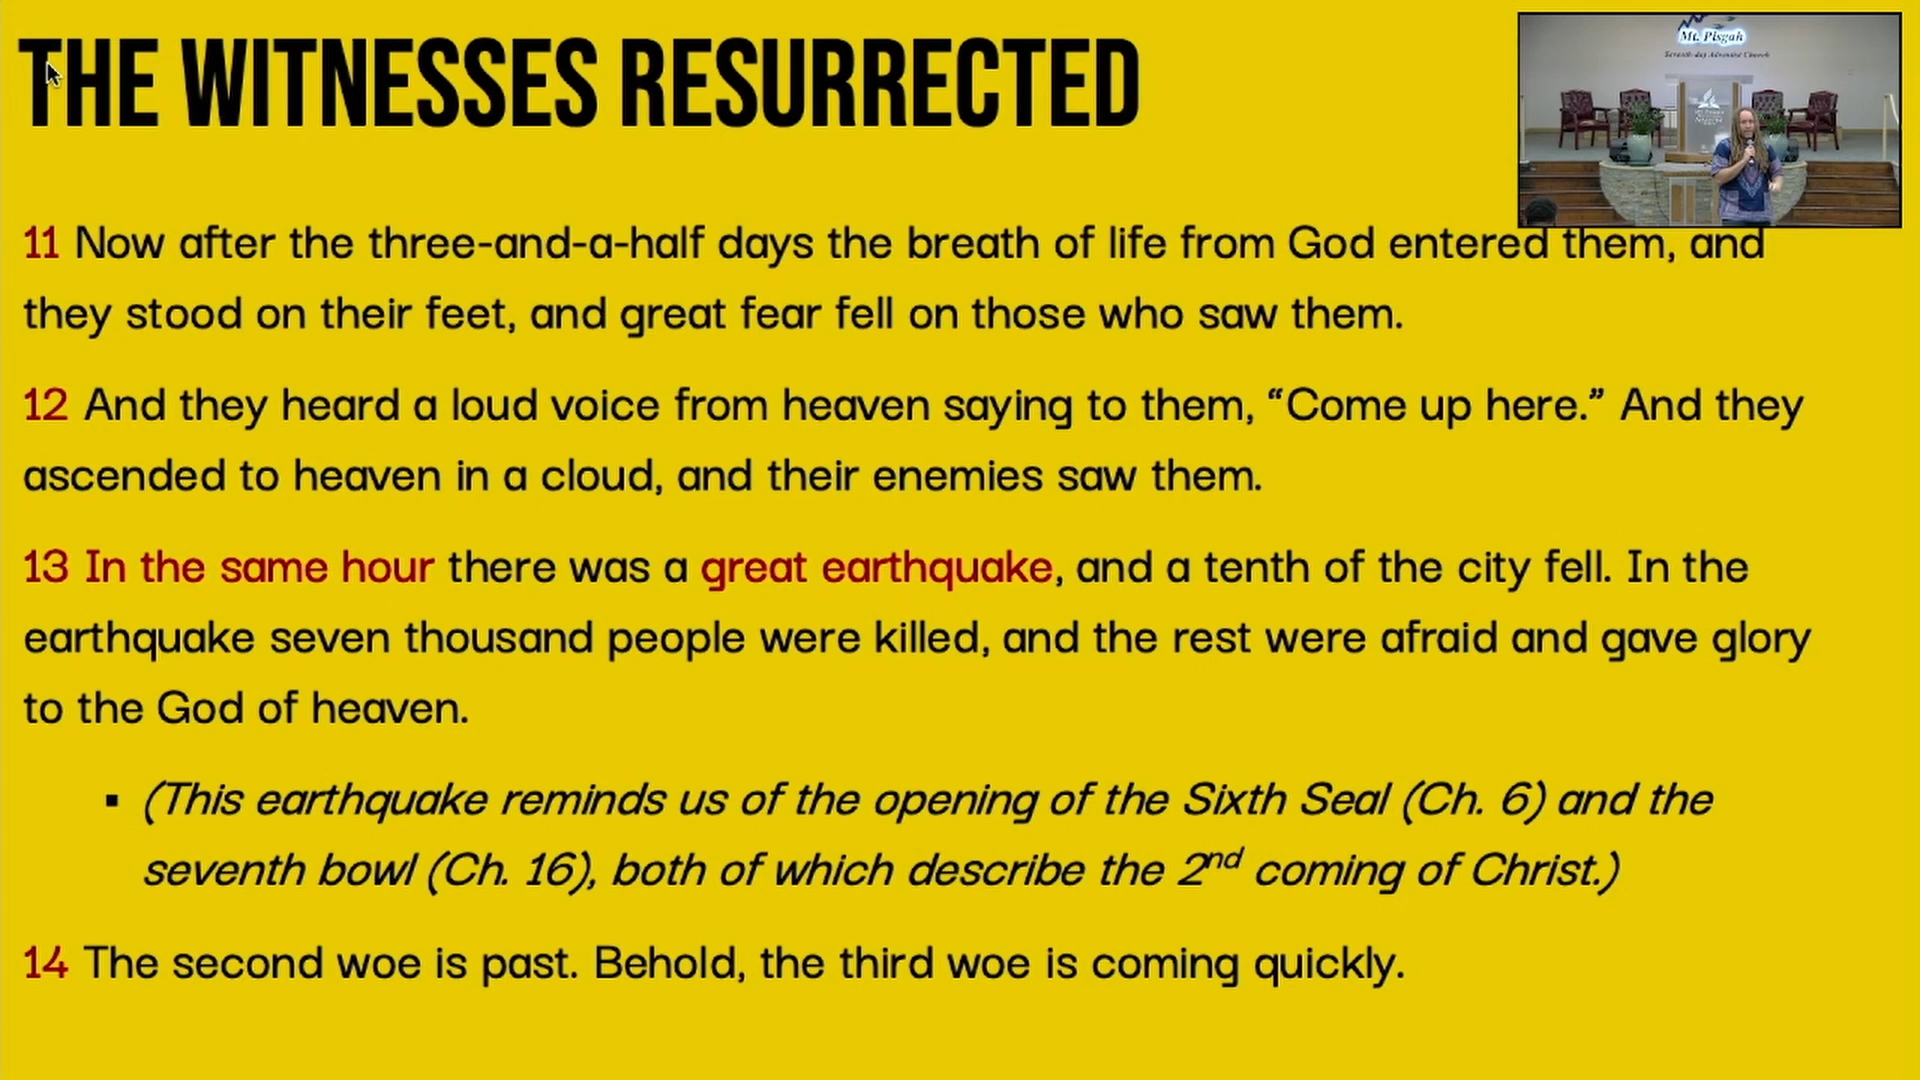 THE WITNESSES RESURRECTED
Mt. Pisgah
Seventh-day Adventist Church
11 Now after the three-and-a-half days the breath of life from God entered them, and
they stood on their feet, and great fear fell on those who saw them.
12 And they heard a loud voice from heaven saying to them, “Come up here.” And they
ascended to heaven in a cloud, and their enemies saw them.
13 In the same hour there was a great earthquake, and a tenth of the city fell. In the
earthquake seven thousand people were killed, and the rest were afraid and gave glory
to the God of heaven.
▪ (This earthquake reminds us of the opening of the Sixth Seal (Ch. 6) and the
seventh bowl (Ch. 16), both of which describe the 2nd coming of Christ.)
14 The second woe is past. Behold, the third woe is coming quickly.